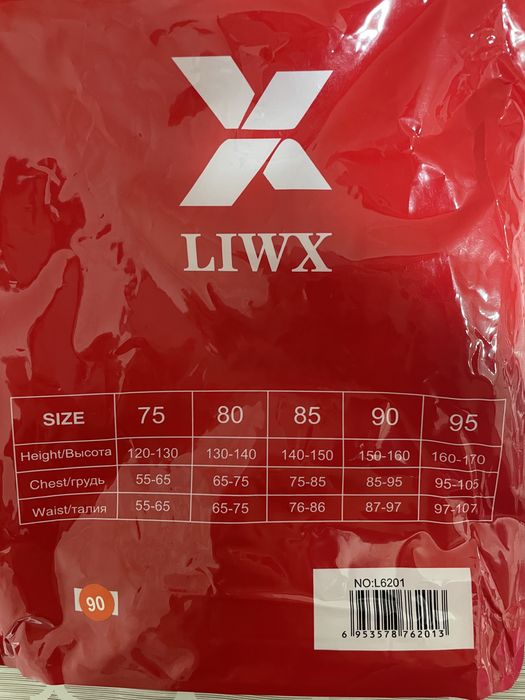 LIWX
SIZE 75 80 85 90 95
Height/Высота 120-130 130-140 140-150 150-160 160-170
Chest/грудь 55-65 65-75 75-85 85-95 95-105
Waist/талия 55-65 65-75 76-86 87-97 97-107
90
NO:L6201
6 953578 762013